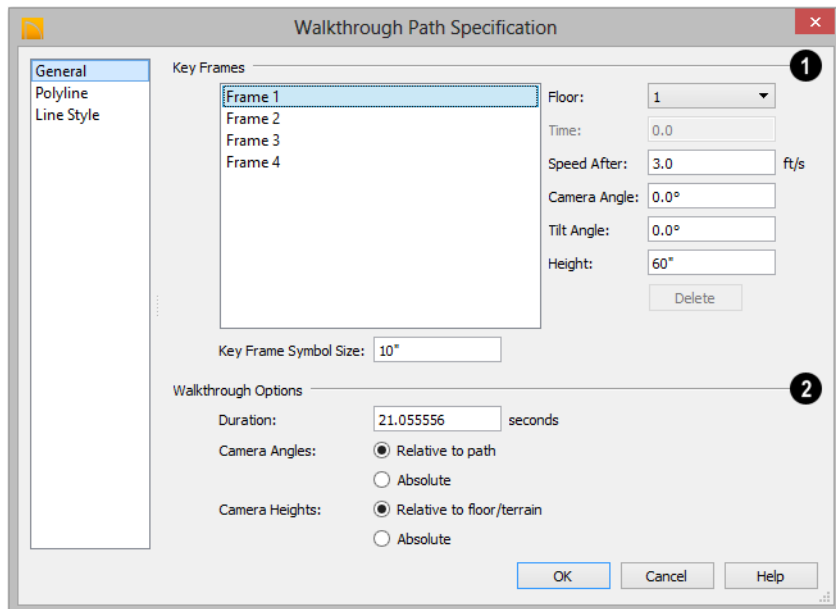 Walkthrough Path Specification
General
Polyline
Line Style
Key Frames
1
Frame 1
Frame 2
Frame 3
Frame 4
Floor: 1
Time: 0.0
Speed After: 3.0 ft/s
Camera Angle: 0.0°
Tilt Angle: 0.0°
Height: 60"
Delete
Key Frame Symbol Size: 10"
Walkthrough Options
2
Duration: 21.055556 seconds
Camera Angles: Relative to path
Absolute
Camera Heights: Relative to floor/terrain
Absolute
OK Cancel Help